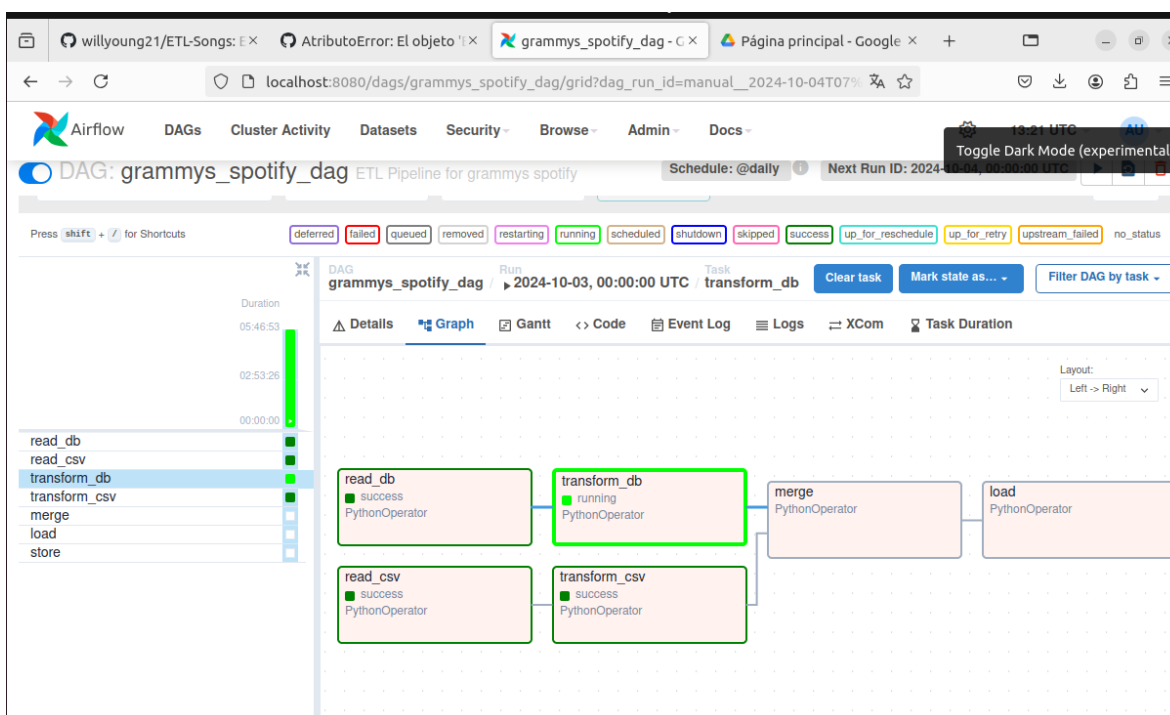 willyoung21/ETL-Songs: E
AtributoError: El objeto '
grammys_spotify_dag - G
Página principal - Google
localhost:8080/dags/grammys_spotify_dag/grid?dag_run_id=manual__2024-10-04T07%
Airflow DAGs Cluster Activity Datasets Security Browse Admin Docs 13:21 UTC AU
Toggle Dark Mode (experimental
DAG: grammys_spotify_dag ETL Pipeline for grammys spotify Schedule: @daily Next Run ID: 2024-10-04, 00:00:00 UTC
Press shift + / for Shortcuts
deferred failed queued removed restarting running scheduled shutdown skipped success up_for_reschedule up_for_retry upstream_failed no_status
DAG Run Task
grammys_spotify_dag / 2024-10-03, 00:00:00 UTC / transform_db Clear task Mark state as... Filter DAG by task
Duration
05:46:53
02:53:26
00:00:00
Details Graph Gantt Code Event Log Logs XCom Task Duration
Layout:
Left -> Right
read_db
read_csv
transform_db
transform_csv
merge
load
store
read_db
success
PythonOperator
transform_db
running
PythonOperator
merge
PythonOperator
load
PythonOperator
read_csv
success
PythonOperator
transform_csv
success
PythonOperator